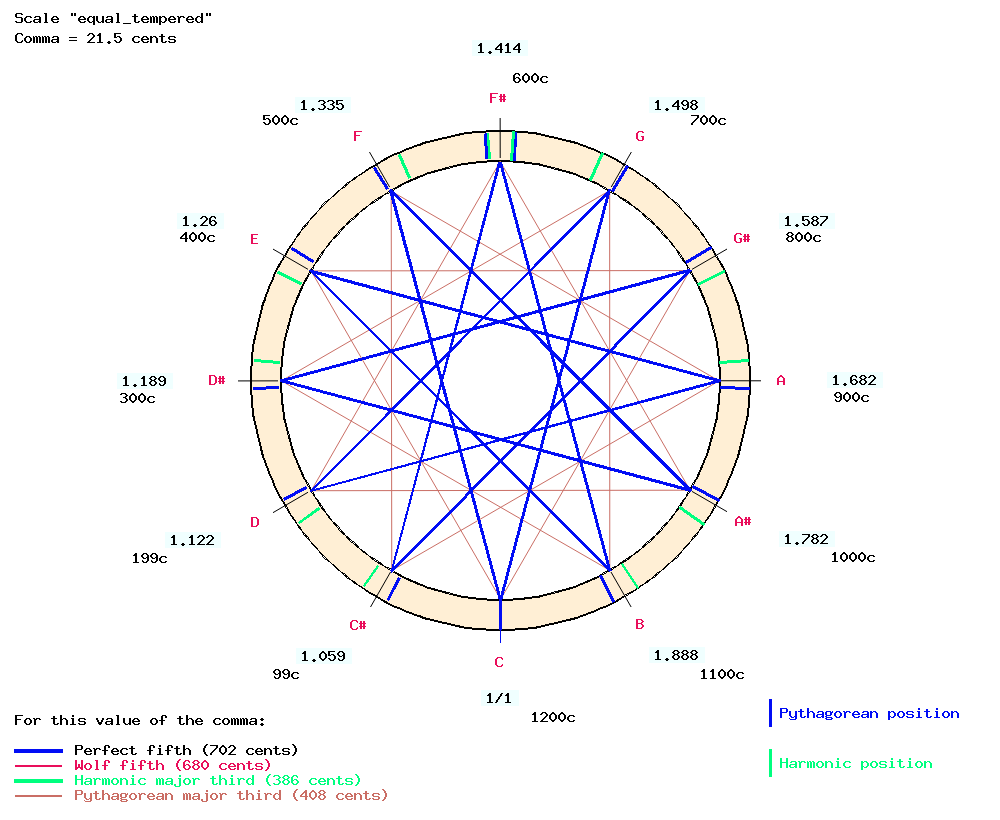 Scale "equal_tempered"
Comma = 21.5 cents
1.414
600c
F#
1.335
500c
F
1.498
700c
G
1.26
400c
E
1.587
800c
G#
1.189
300c
D#
A
1.682
900c
D
1.122
199c
A#
1.782
1000c
C#
1.059
99c
B
1.888
1100c
C
1/1
1200c
For this value of the comma:
Perfect fifth (702 cents)
Wolf fifth (680 cents)
Harmonic major third (386 cents)
Pythagorean major third (408 cents)
Pythagorean position
Harmonic position